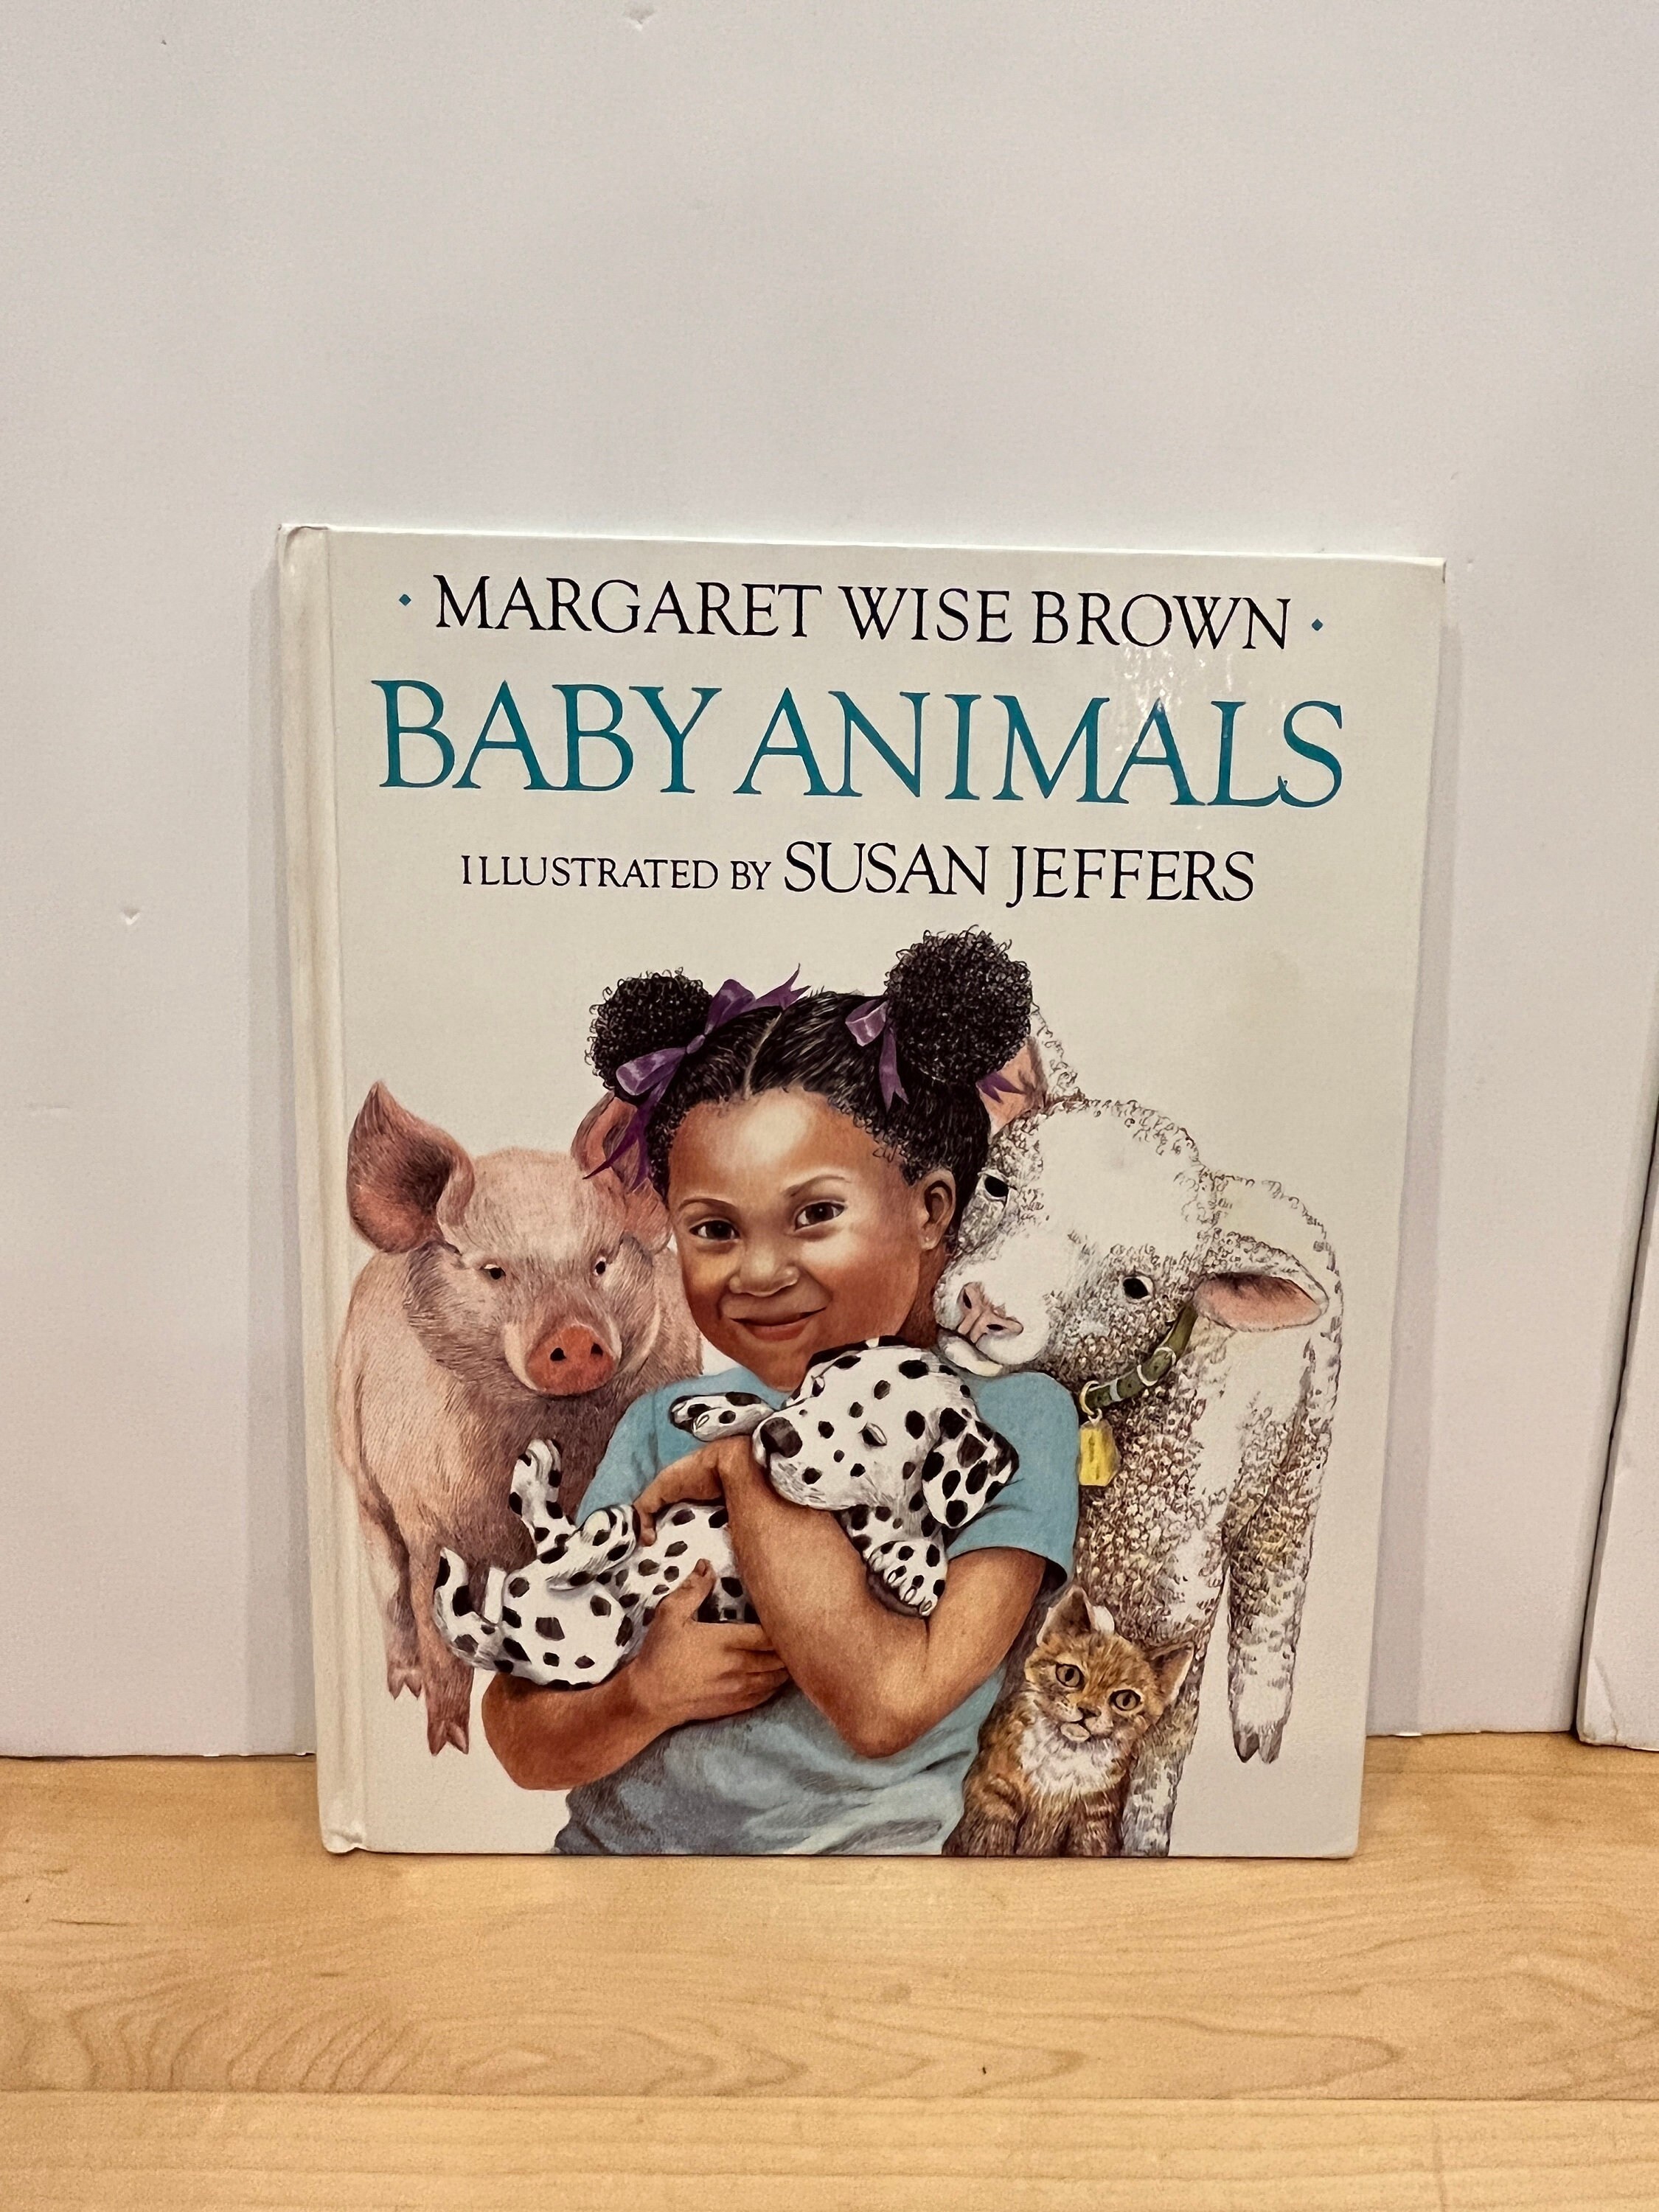 · MARGARET WISE BROWN ·
BABY ANIMALS
ILLUSTRATED BY SUSAN JEFFERS